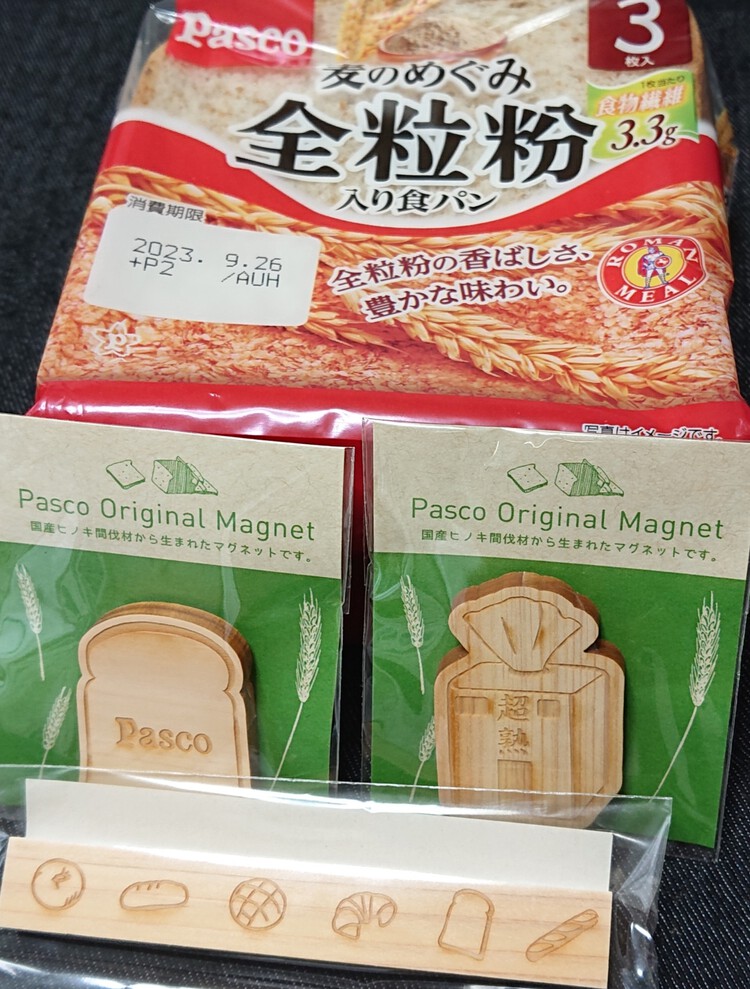 Pasco
3
枚入
麦のめぐみ
1枚当たり
食物繊維
3.3g
全粒粉
入り食パン
消費期限
2023. 9.26
+P2 /AUH
全粒粉の香ばしさ、
豊かな味わい。
ROMAN
MEAL
写真はイメージです。
Pasco Original Magnet
国産ヒノキ間伐材から生まれたマグネットです。
Pasco
Pasco Original Magnet
国産ヒノキ間伐材から生まれたマグネットです。
超
熟